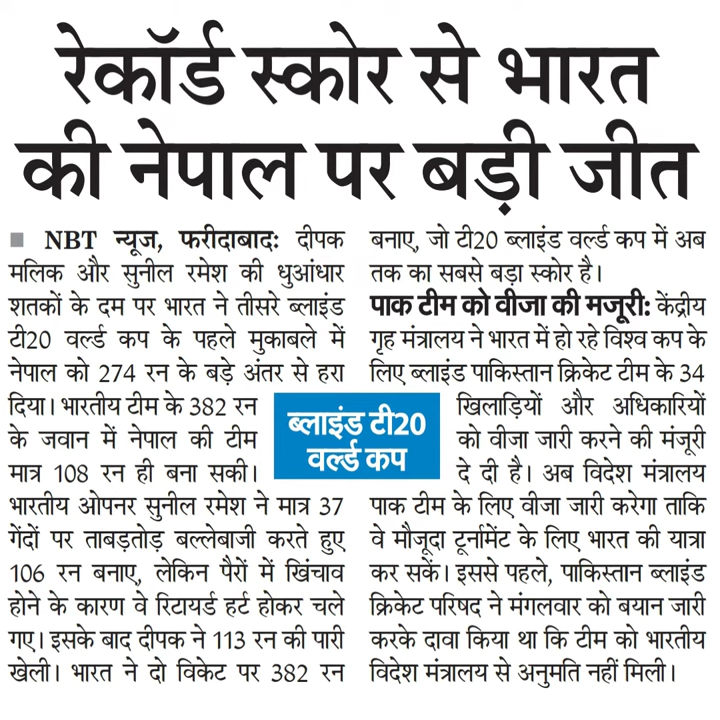 रेकॉर्ड स्कोर से भारत
की नेपाल पर बड़ी जीत
■ NBT न्यूज, फरीदाबाद: दीपक
मलिक और सुनील रमेश की धुआंधार
शतकों के दम पर भारत ने तीसरे ब्लाइंड
टी20 वर्ल्ड कप के पहले मुकाबले में
नेपाल को 274 रन के बड़े अंतर से हरा
दिया। भारतीय टीम के 382 रन
के जवान में नेपाल की टीम
मात्र 108 रन ही बना सकी।
भारतीय ओपनर सुनील रमेश ने मात्र 37
गेंदों पर ताबड़तोड़ बल्लेबाजी करते हुए
106 रन बनाए, लेकिन पैरों में खिंचाव
होने के कारण वे रिटायर्ड हर्ट होकर चले
गए। इसके बाद दीपक ने 113 रन की पारी
खेली। भारत ने दो विकेट पर 382 रन
ब्लाइंड टी20
वर्ल्ड कप
बनाए, जो टी20 ब्लाइंड वर्ल्ड कप में अब
तक का सबसे बड़ा स्कोर है।
पाक टीम को वीजा की मजूरी: केंद्रीय
गृह मंत्रालय ने भारत में हो रहे विश्व कप के
लिए ब्लाइंड पाकिस्तान क्रिकेट टीम के 34
खिलाड़ियों और अधिकारियों
को वीजा जारी करने की मंजूरी
दे दी है। अब विदेश मंत्रालय
पाक टीम के लिए वीजा जारी करेगा ताकि
वे मौजूदा टूर्नामेंट के लिए भारत की यात्रा
कर सकें। इससे पहले, पाकिस्तान ब्लाइंड
क्रिकेट परिषद ने मंगलवार को बयान जारी
करके दावा किया था कि टीम को भारतीय
विदेश मंत्रालय से अनुमति नहीं मिली।